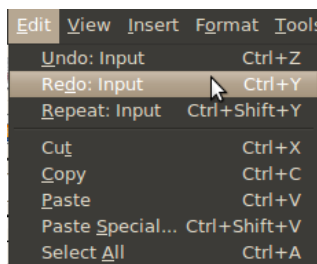 Edit View Insert Format Tools
Undo: Input Ctrl+Z
Redo: Input Ctrl+Y
Repeat: Input Ctrl+Shift+Y
Cut Ctrl+X
Copy Ctrl+C
Paste Ctrl+V
Paste Special... Ctrl+Shift+V
Select All Ctrl+A